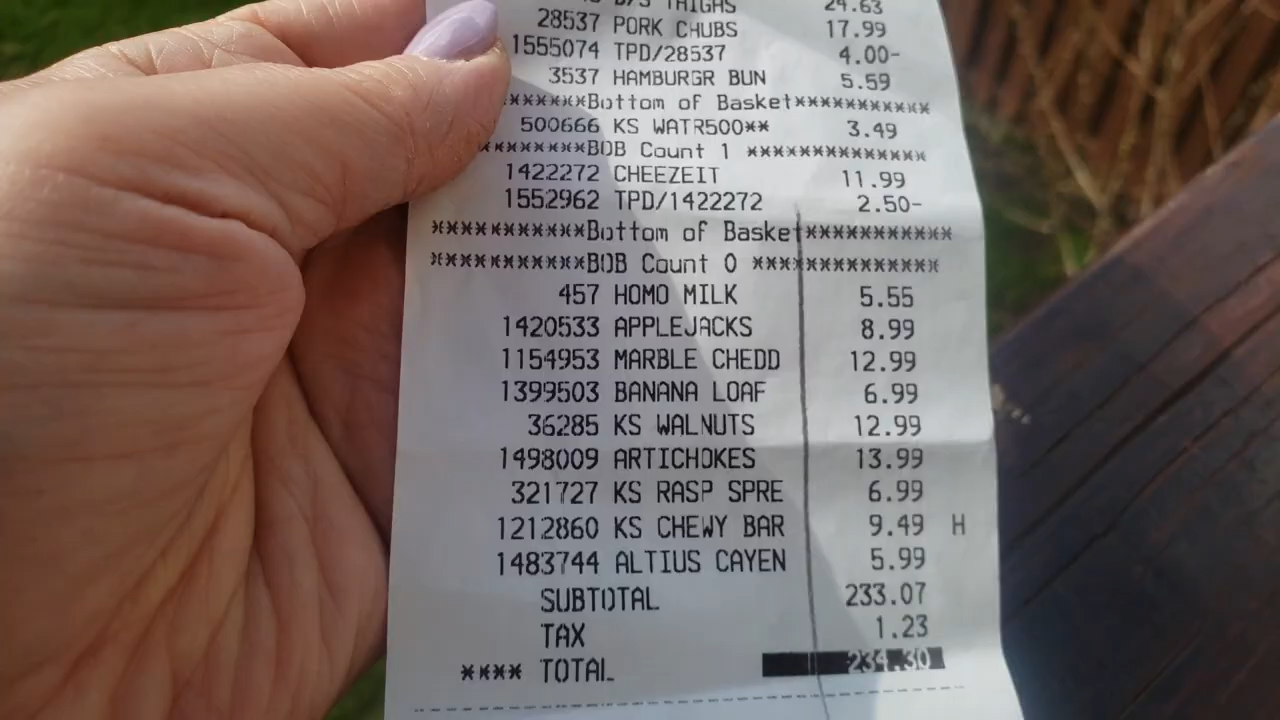 THIGHS 24.63
28537 PORK CHUBS 17.99
1555074 TPD/28537 4.00-
3537 HAMBURGR BUN 5.59
******Bottom of Basket***********
500666 KS WATR500** 3.49
********BOB Count 1 **************
1422272 CHEEZEIT 11.99
1552962 TPD/1422272 2.50-
***********Bottom of Basket***********
***********BOB Count 0 **************
457 HOMO MILK 5.55
1420533 APPLEJACKS 8.99
1154953 MARBLE CHEDD 12.99
1399503 BANANA LOAF 6.99
36285 KS WALNUTS 12.99
1498009 ARTICHOKES 13.99
321727 KS RASP SPRE 6.99
1212860 KS CHEWY BAR 9.49 H
1483744 ALTIUS CAYEN 5.99
SUBTOTAL 233.07
TAX 1.23
**** TOTAL 234.30